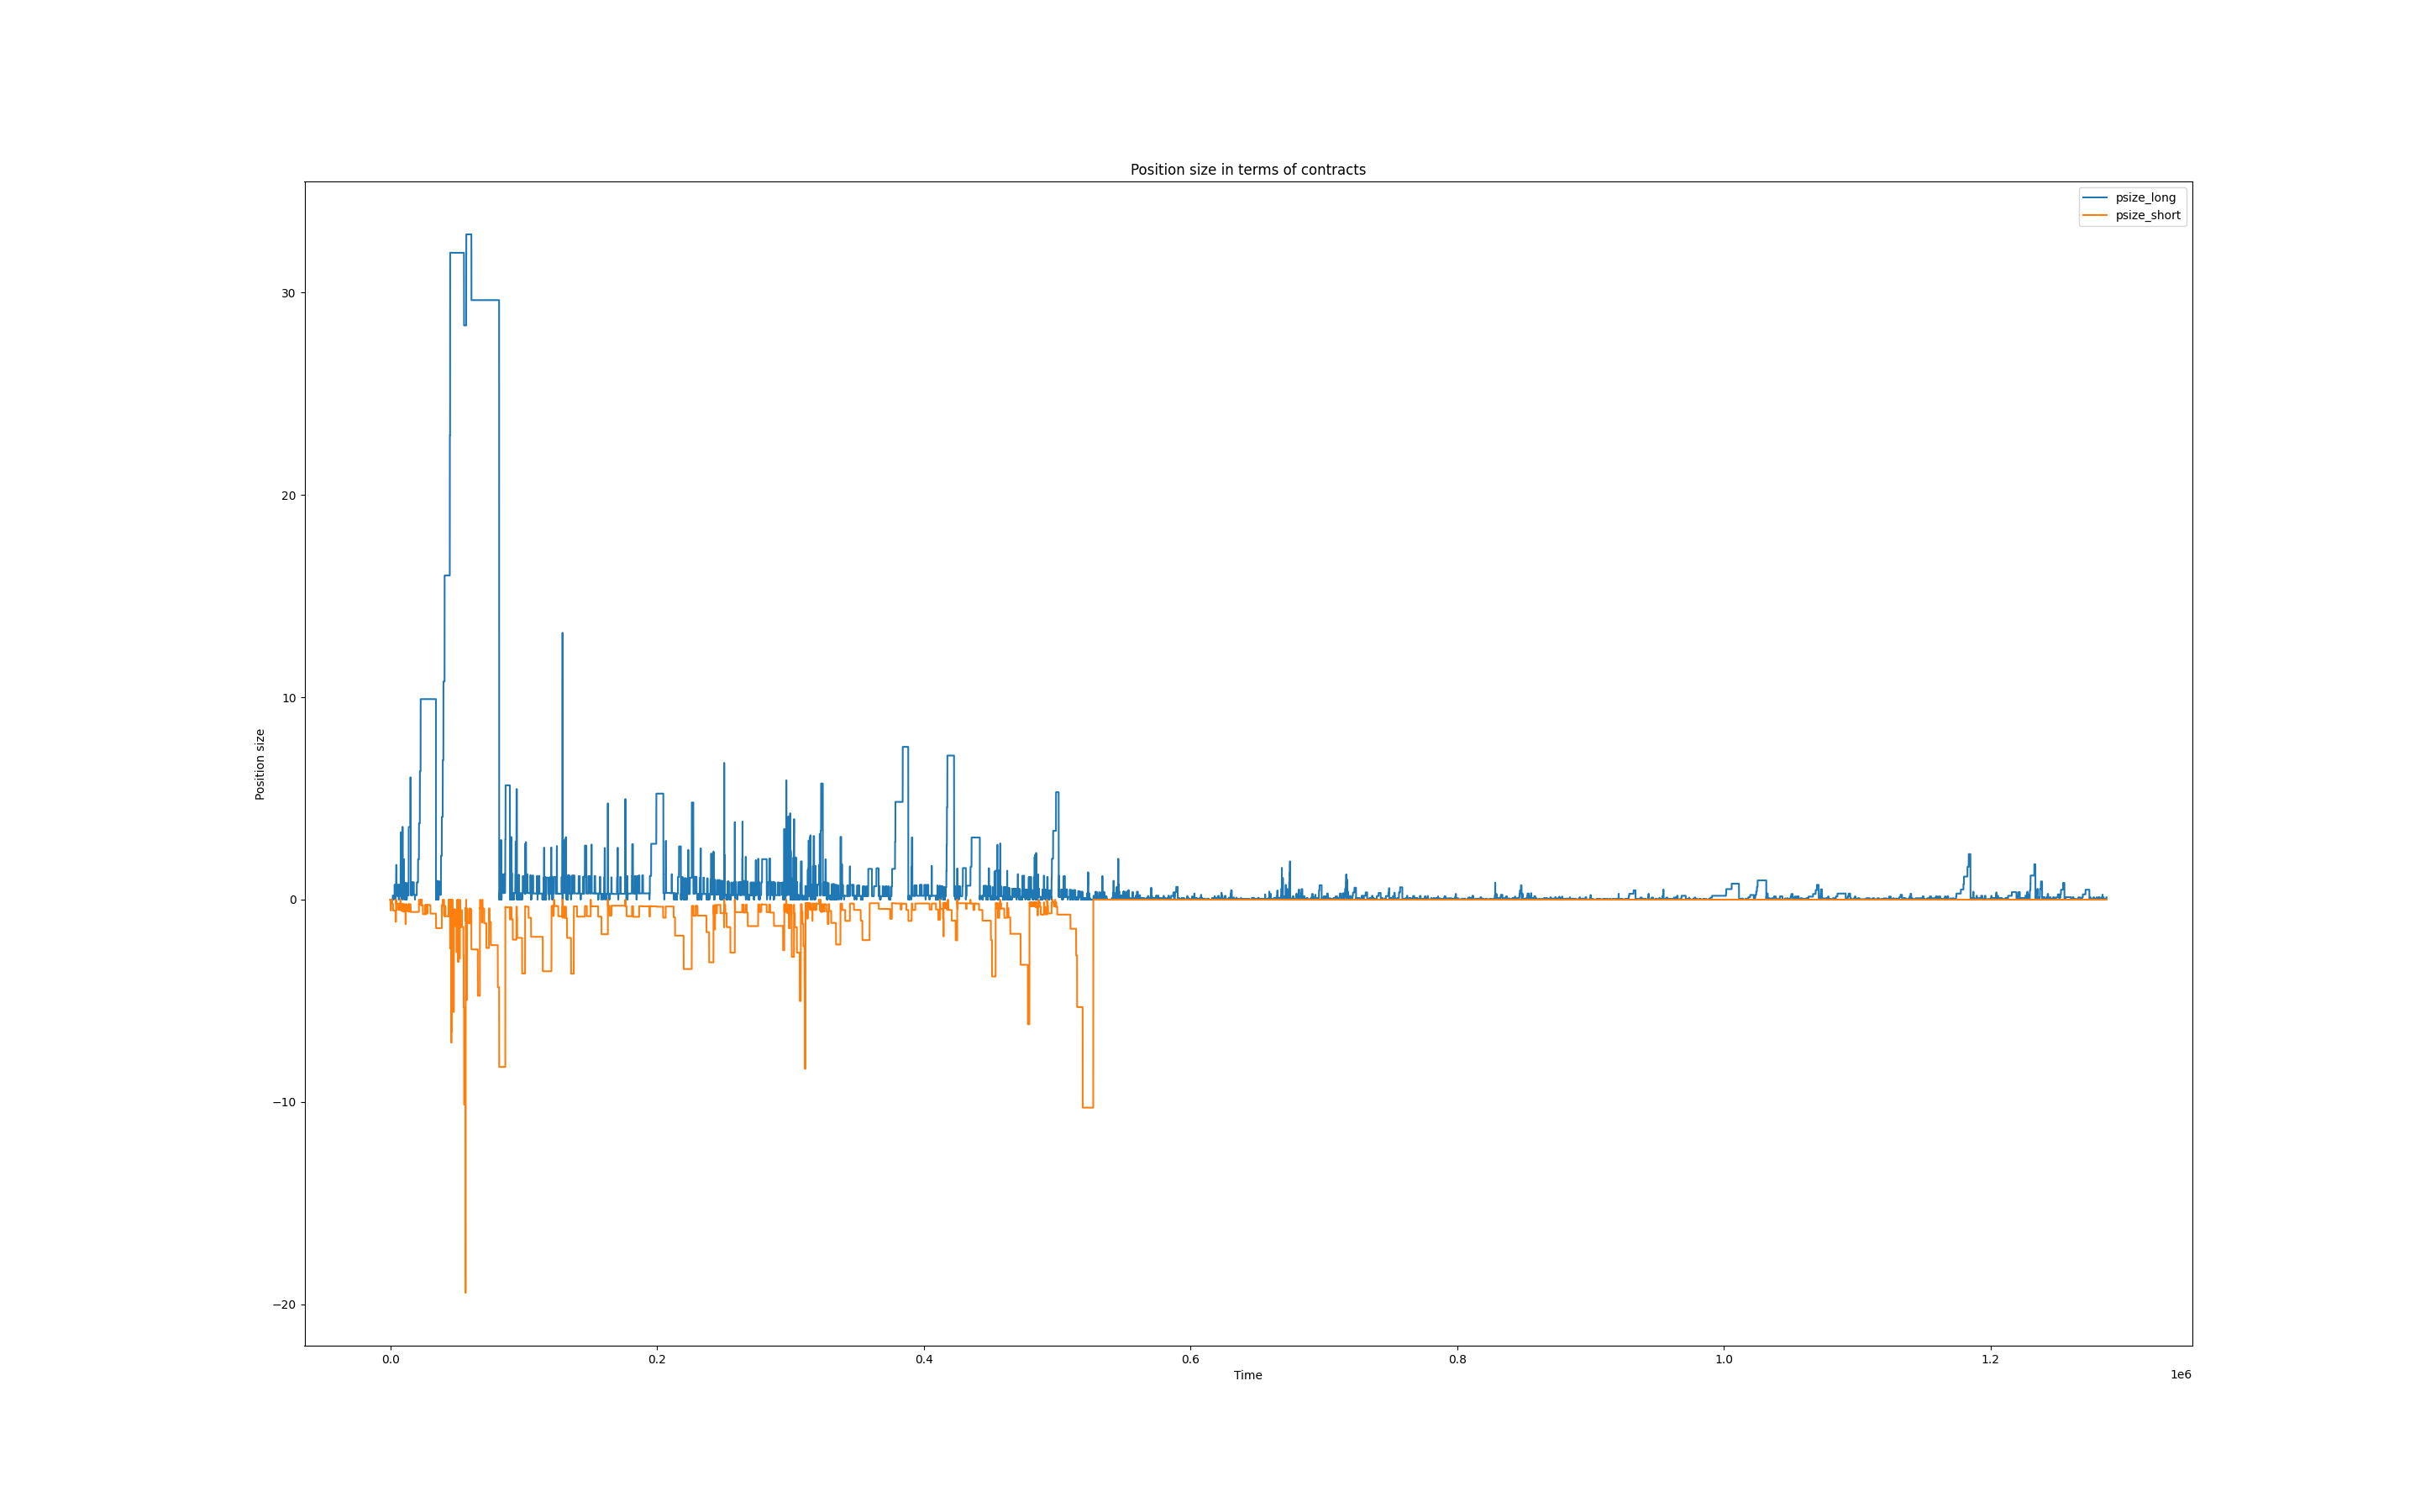 Position size in terms of contracts
psize_long
psize_short
Position size
30
20
10
0
−10
−20
0.0
0.2
0.4
0.6
0.8
1.0
1.2
1e6
Time